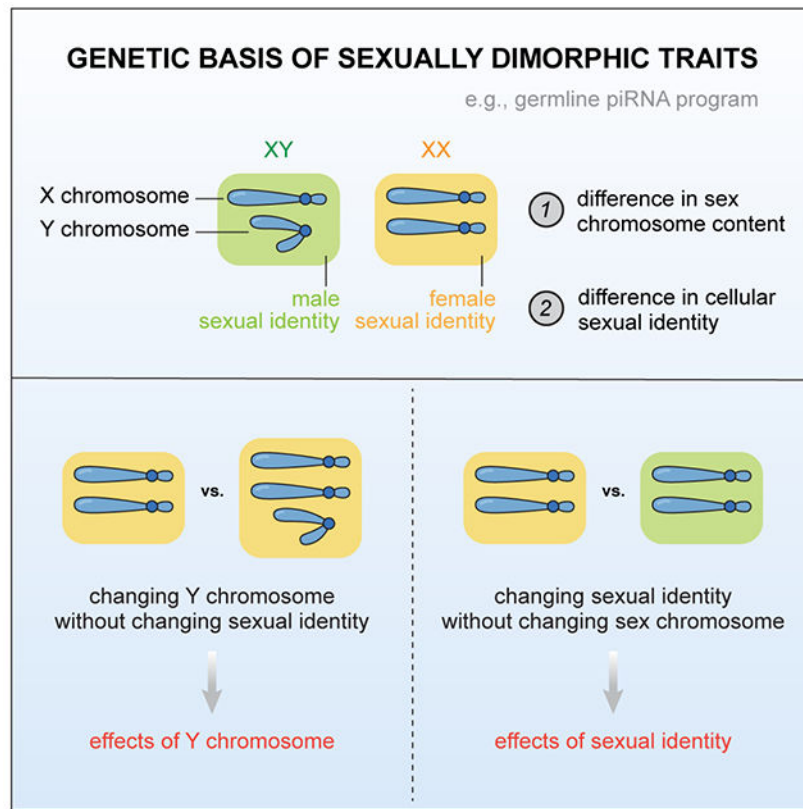 GENETIC BASIS OF SEXUALLY DIMORPHIC TRAITS
e.g., germline piRNA program
XY
XX
X chromosome
Y chromosome
male
sexual identity
female
sexual identity
1
difference in sex
chromosome content
2
difference in cellular
sexual identity
vs.
changing Y chromosome
without changing sexual identity
effects of Y chromosome
vs.
changing sexual identity
without changing sex chromosome
effects of sexual identity